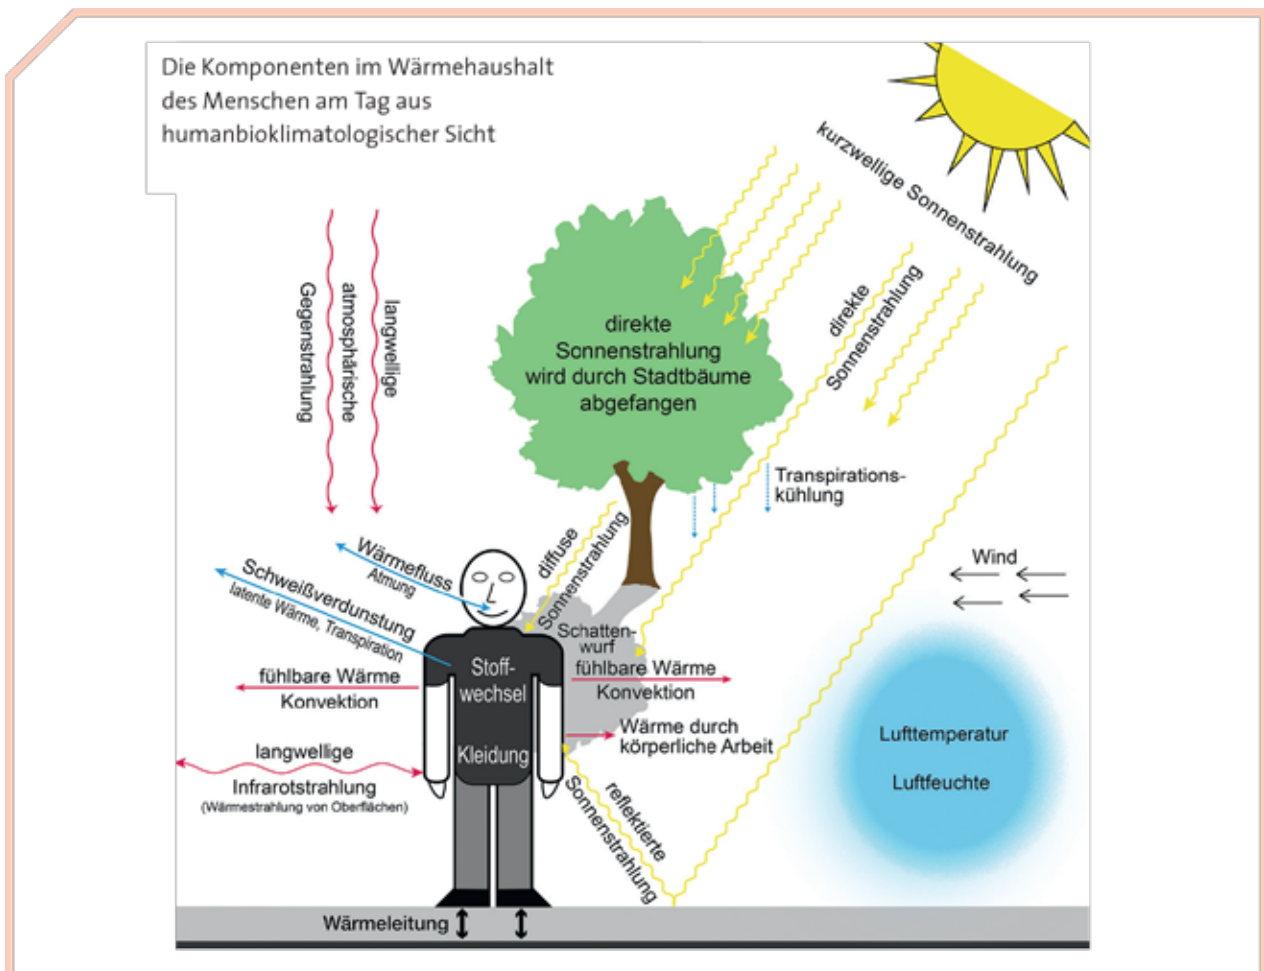 Die Komponenten im Wärmehaushalt
des Menschen am Tag aus
humanbioklimatologischer Sicht
kurzwellige Sonnenstrahlung
langwellige
atmosphärische
Gegenstrahlung
direkte
Sonnenstrahlung
wird durch Stadtbäume
abgefangen
direkte
Sonnenstrahlung
Transpirations-
kühlung
Wind
Wärmefluss
Atmung
Schweißverdunstung
latente Wärme, Transpiration
diffuse
Sonnenstrahlung
Schatten-
wurf
fühlbare Wärme
Konvektion
Stoff-
wechsel
Kleidung
fühlbare Wärme
Konvektion
Wärme durch
körperliche Arbeit
langwellige
Infrarotstrahlung
(Wärmestrahlung von Oberflächen)
reflektierte
Sonnenstrahlung
Lufttemperatur
Luftfeuchte
Wärmeleitung